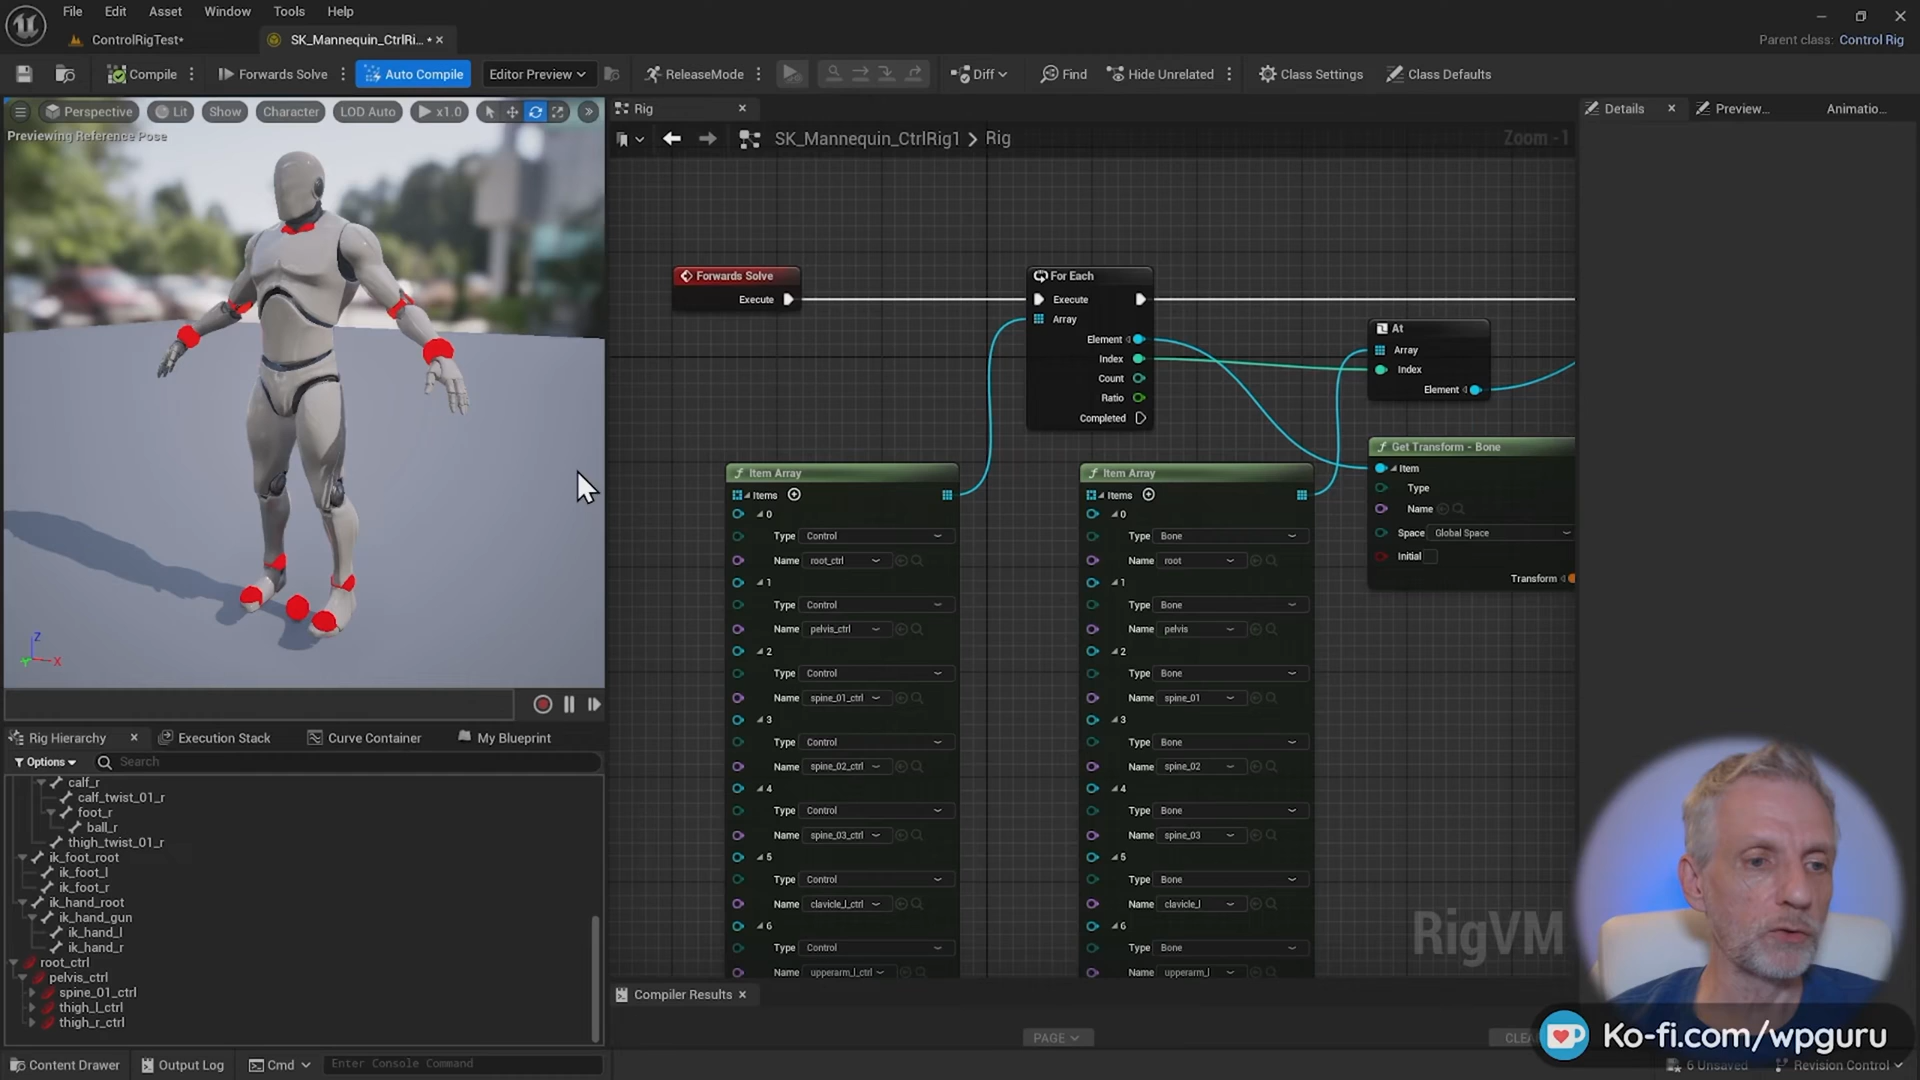 File Edit Asset Window Tools Help
ControlRigTest*
SK_Mannequin_CtrlRi... *
Parent class: Control Rig
Compile
Forwards Solve
Auto Compile
Editor Preview
ReleaseMode
Diff
Find
Hide Unrelated
Class Settings
Class Defaults
Perspective
Lit
Show
Character
LOD Auto
x1.0
Previewing Reference Pose
Z
Y
X
Rig
SK_Mannequin_CtrlRig1 > Rig
Zoom -1
Details
Preview...
Animatio...
Forwards Solve
Execute
For Each
Execute
Array
Element
Index
Count
Ratio
Completed
At
Array
Index
Element
Get Transform - Bone
Item
Type
Name
Space Global Space
Initial
Transform
Item Array
Items
0
Type Control
Name root_ctrl
1
Type Control
Name pelvis_ctrl
2
Type Control
Name spine_01_ctrl
3
Type Control
Name spine_02_ctrl
4
Type Control
Name spine_03_ctrl
5
Type Control
Name clavicle_l_ctrl
6
Type Control
Name upperarm_l_ctrl
Item Array
Items
0
Type Bone
Name root
1
Type Bone
Name pelvis
2
Type Bone
Name spine_01
3
Type Bone
Name spine_02
4
Type Bone
Name spine_03
5
Type Bone
Name clavicle_l
6
Type Bone
Name upperarm_l
RigVM
Rig Hierarchy
Execution Stack
Curve Container
My Blueprint
Options
Search
calf_r
calf_twist_01_r
foot_r
ball_r
thigh_twist_01_r
ik_foot_root
ik_foot_l
ik_foot_r
ik_hand_root
ik_hand_gun
ik_hand_l
ik_hand_r
root_ctrl
pelvis_ctrl
spine_01_ctrl
thigh_l_ctrl
thigh_r_ctrl
Compiler Results
PAGE
CLEA
Ko-fi.com/wpguru
Content Drawer
Output Log
Cmd
Enter Console Command
6 Unsaved
Revision Control